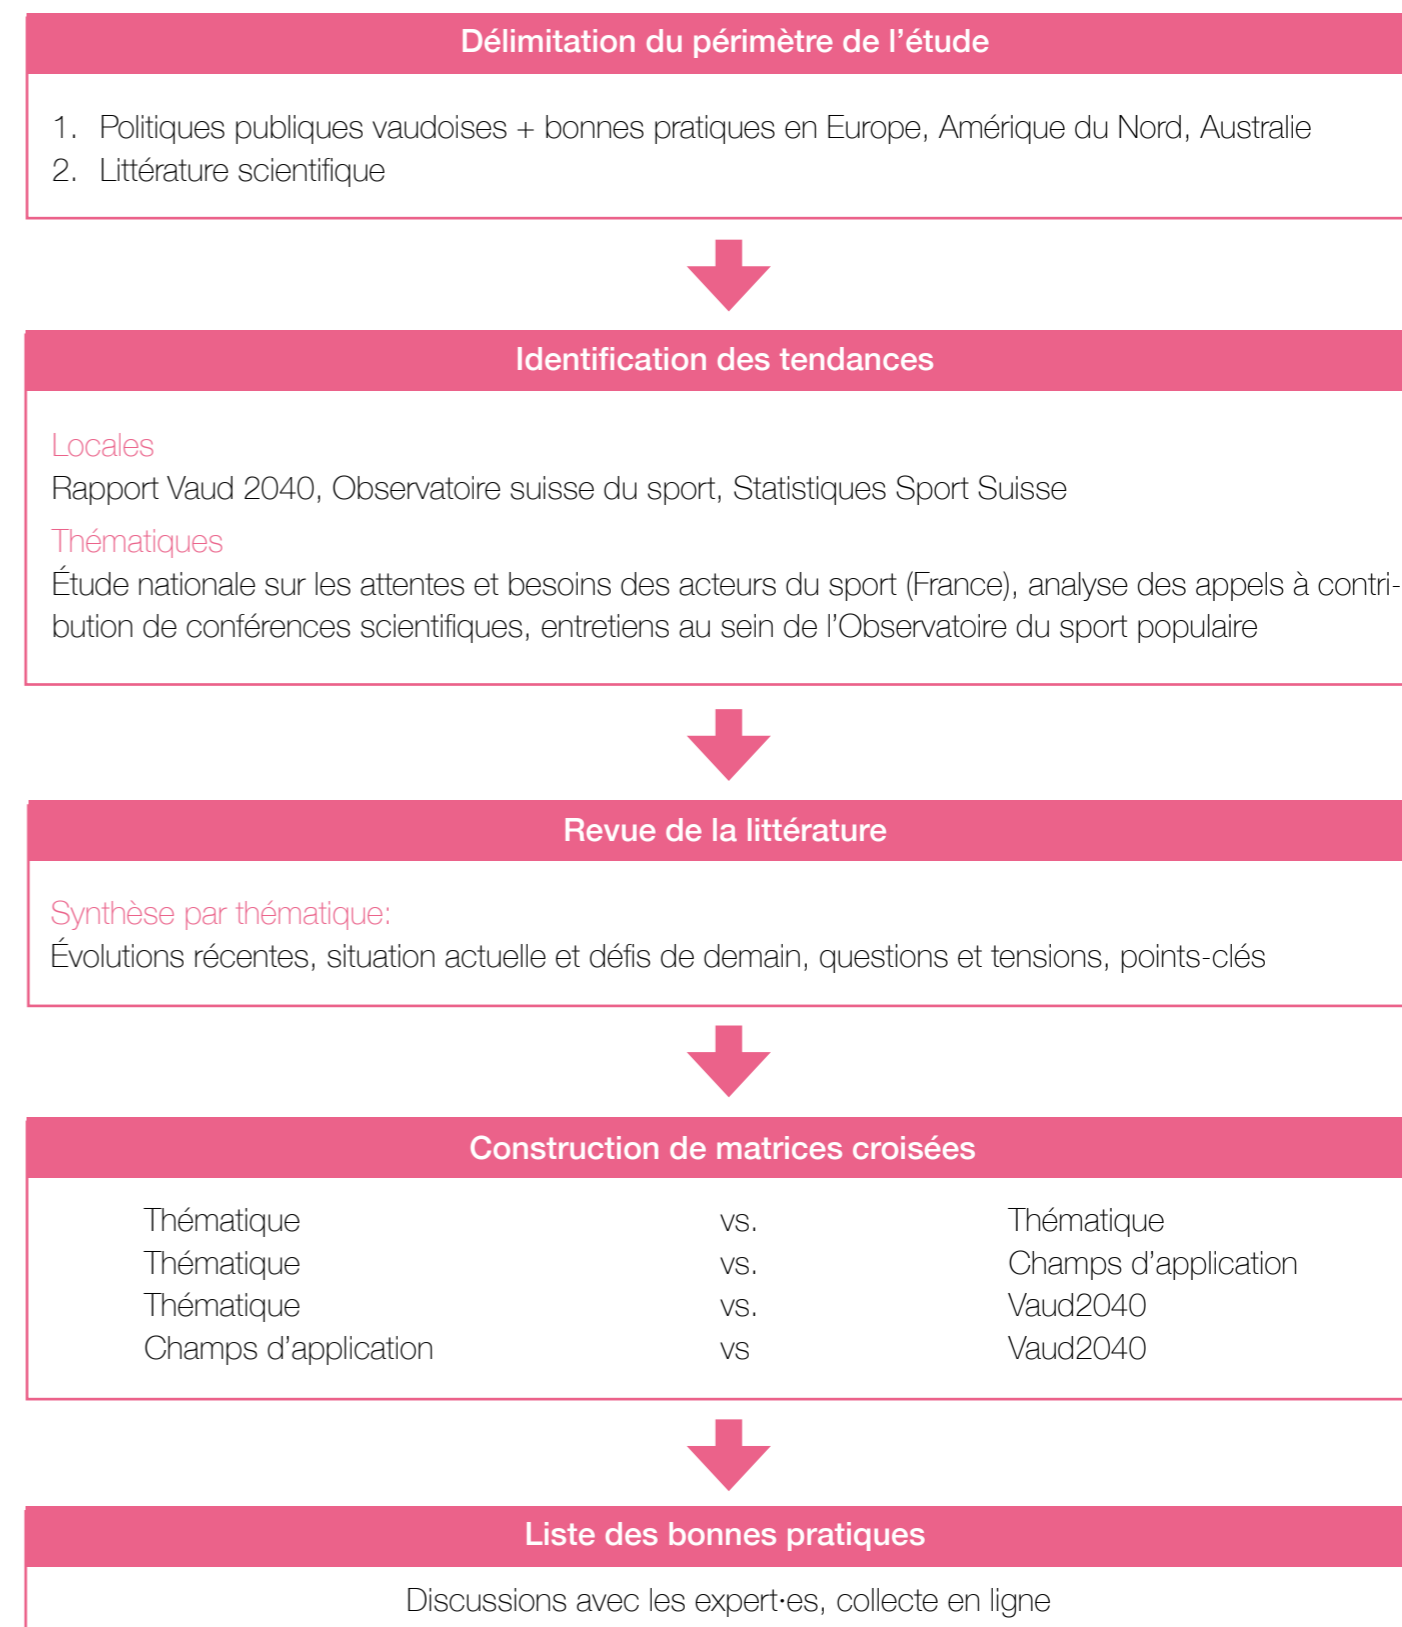 Délimitation du périmètre de l’étude
1. Politiques publiques vaudoises + bonnes pratiques en Europe, Amérique du Nord, Australie
2. Littérature scientifique
Identification des tendances
Locales
Rapport Vaud 2040, Observatoire suisse du sport, Statistiques Sport Suisse
Thématiques
Étude nationale sur les attentes et besoins des acteurs du sport (France), analyse des appels à contri-
bution de conférences scientifiques, entretiens au sein de l’Observatoire du sport populaire
Revue de la littérature
Synthèse par thématique:
Évolutions récentes, situation actuelle et défis de demain, questions et tensions, points-clés
Construction de matrices croisées
Thématique vs. Thématique
Thématique vs. Champs d’application
Thématique vs. Vaud2040
Champs d’application vs Vaud2040
Liste des bonnes pratiques
Discussions avec les expert·es, collecte en ligne